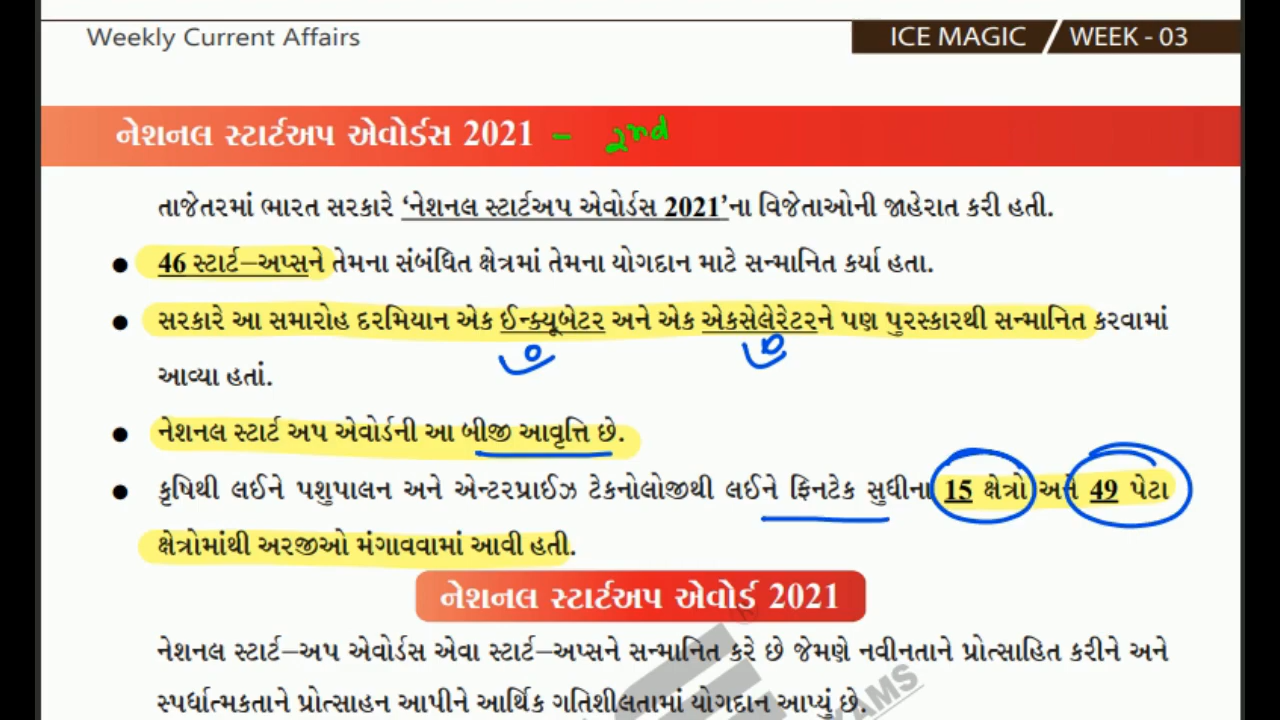 Weekly Current Affairs
ICE MAGIC / WEEK - 03
નેશનલ સ્ટાર્ટઅપ એવોર્ડસ 2021 – 2nd
તાજેતરમાં ભારત સરકારે ‘નેશનલ સ્ટાર્ટઅપ એવોર્ડસ 2021’ના વિજેતાઓની જાહેરાત કરી હતી.
● 46 સ્ટાર્ટ–અપ્સને તેમના સંબંધિત ક્ષેત્રમાં તેમના યોગદાન માટે સન્માનિત કર્યા હતા.
● સરકારે આ સમારોહ દરમિયાન એક ઈન્ક્યૂબેટર અને એક એકસેલેરેટરને પણ પુરસ્કારથી સન્માનિત કરવામાં
આવ્યા હતાં.
● નેશનલ સ્ટાર્ટ અપ એવોર્ડની આ બીજી આવૃત્તિ છે.
● કૃષિથી લઈને પશુપાલન અને એન્ટરપ્રાઈઝ ટેકનોલોજીથી લઈને ફિનટેક સુધીના 15 ક્ષેત્રો અને 49 પેટા
ક્ષેત્રોમાંથી અરજીઓ મંગાવવામાં આવી હતી.
નેશનલ સ્ટાર્ટઅપ એવોર્ડ 2021
નેશનલ સ્ટાર્ટ–અપ એવોર્ડસ એવા સ્ટાર્ટ–અપ્સને સન્માનિત કરે છે જેમણે નવીનતાને પ્રોત્સાહિત કરીને અને
સ્પર્ધાત્મકતાને પ્રોત્સાહન આપીને આર્થિક ગતિશીલતામાં યોગદાન આપ્યું છે.